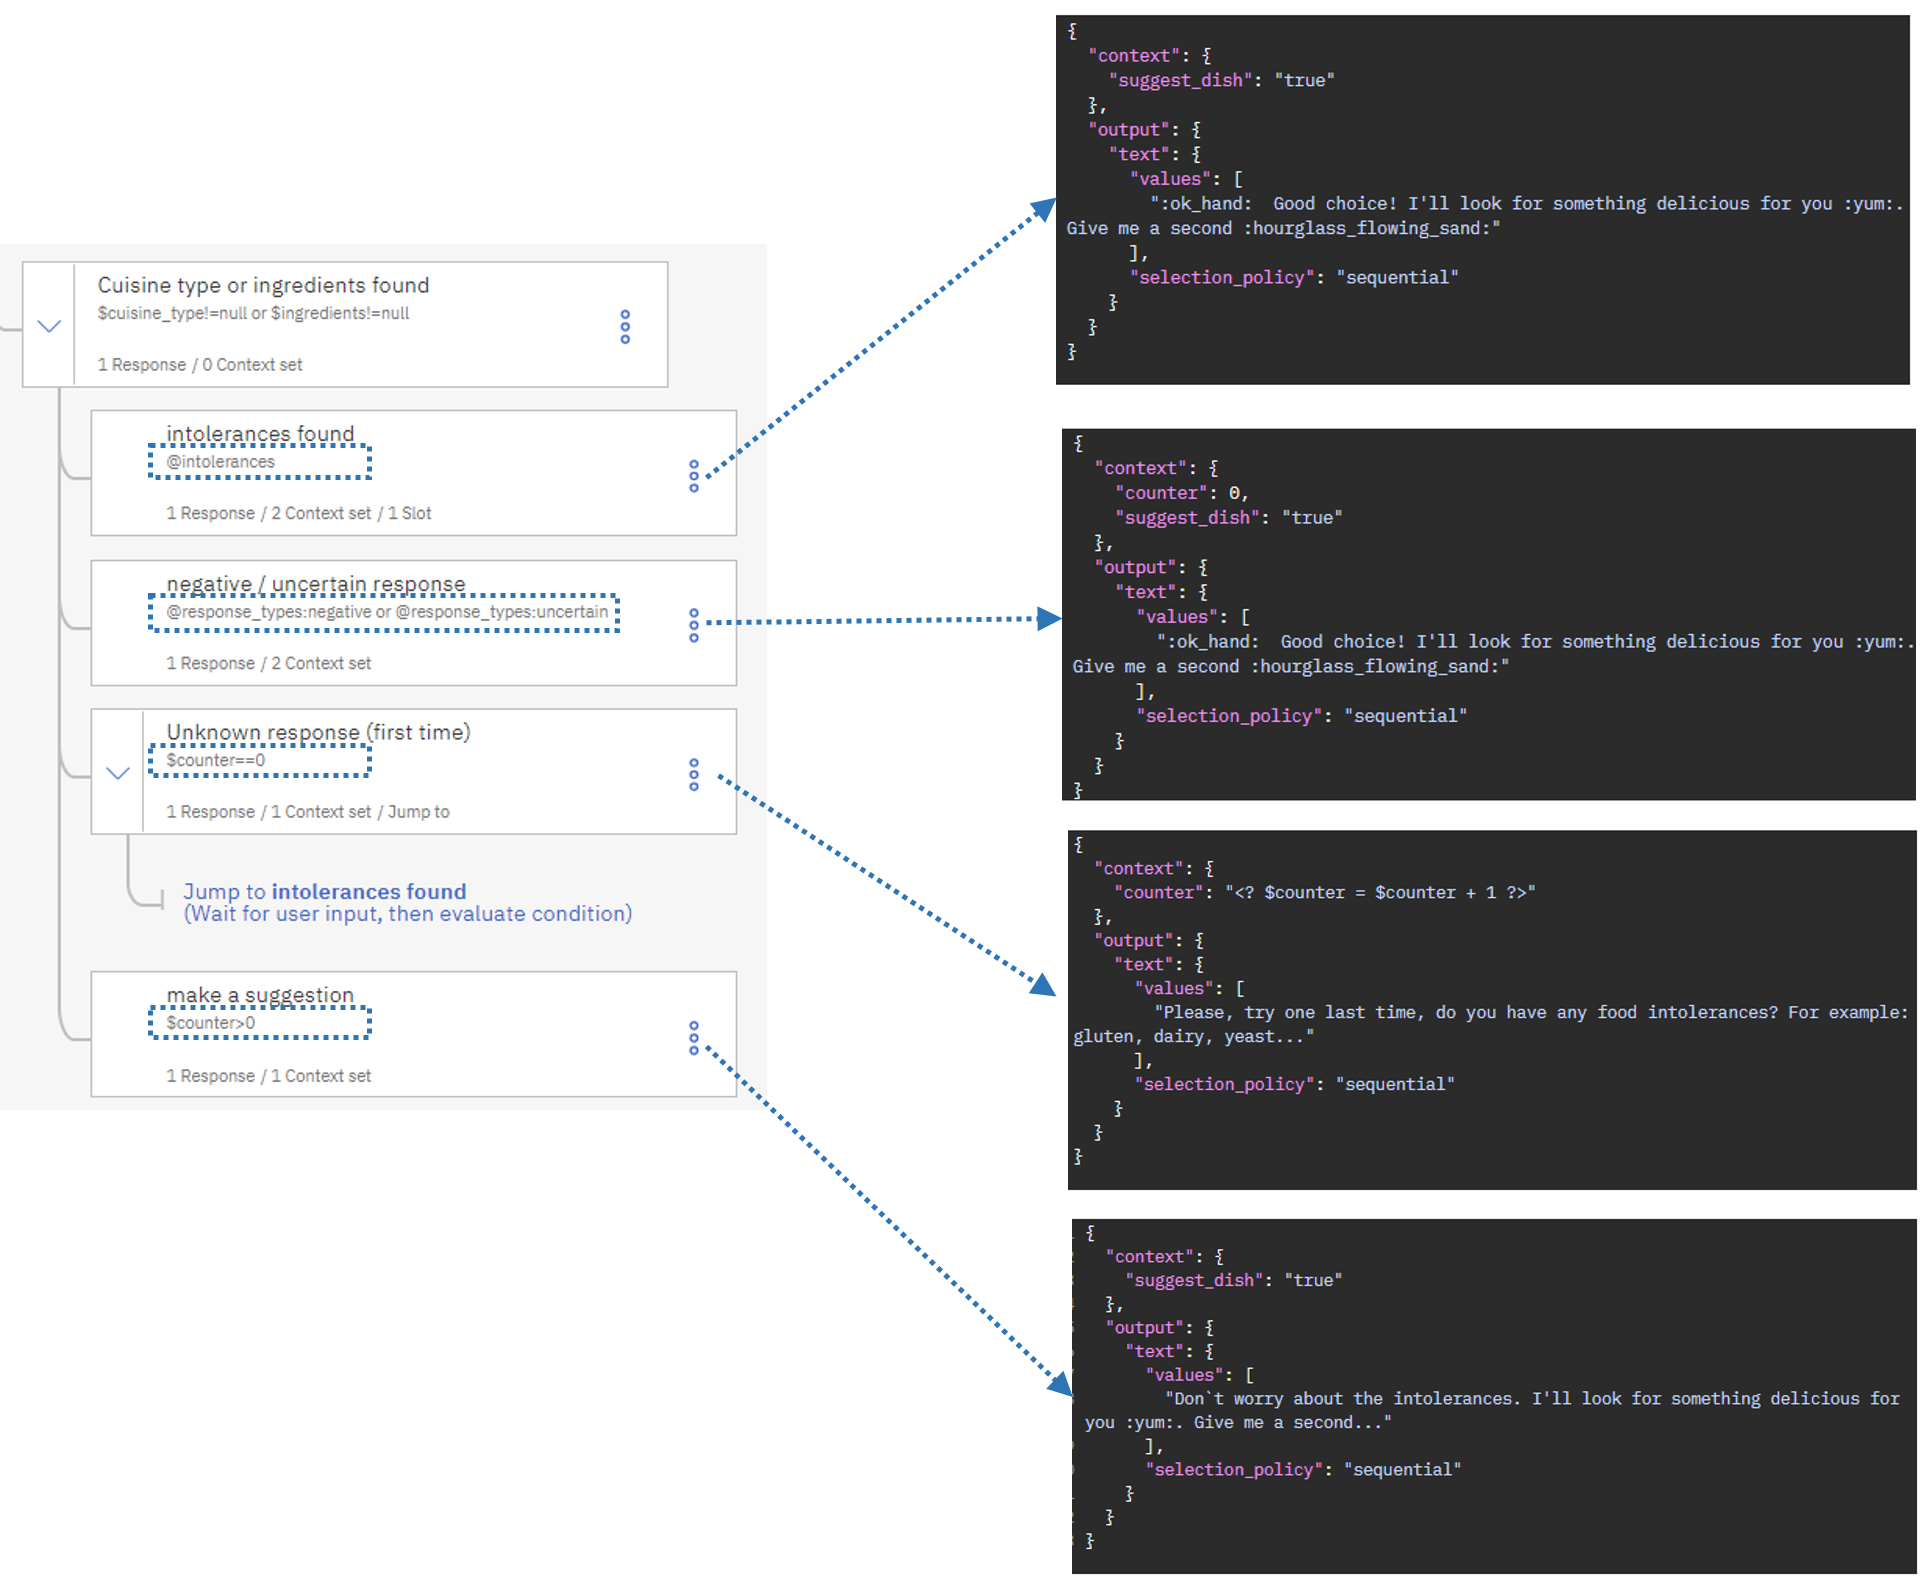 Cuisine type or ingredients found
$cuisine_type!=null or $ingredients!=null
1 Response / 0 Context set
intolerances found
@intolerances
1 Response / 2 Context set / 1 Slot
negative / uncertain response
@response_types:negative or @response_types:uncertain
1 Response / 2 Context set
Unknown response (first time)
$counter==0
1 Response / 1 Context set / Jump to
Jump to intolerances found
(Wait for user input, then evaluate condition)
make a suggestion
$counter>0
1 Response / 1 Context set
{
"context": {
"suggest_dish": "true"
},
"output": {
"text": {
"values": [
":ok_hand:  Good choice! I'll look for something delicious for you :yum:.
Give me a second :hourglass_flowing_sand:"
],
"selection_policy": "sequential"
}
}
}
{
"context": {
"counter": 0,
"suggest_dish": "true"
},
"output": {
"text": {
"values": [
":ok_hand:  Good choice! I'll look for something delicious for you :yum:.
Give me a second :hourglass_flowing_sand:"
],
"selection_policy": "sequential"
}
}
}
{
"context": {
"counter": "<? $counter = $counter + 1 ?>"
},
"output": {
"text": {
"values": [
"Please, try one last time, do you have any food intolerances? For example:
gluten, dairy, yeast..."
],
"selection_policy": "sequential"
}
}
}
{
"context": {
"suggest_dish": "true"
},
"output": {
"text": {
"values": [
"Don`t worry about the intolerances. I'll look for something delicious for
you :yum:. Give me a second..."
],
"selection_policy": "sequential"
}
}
}